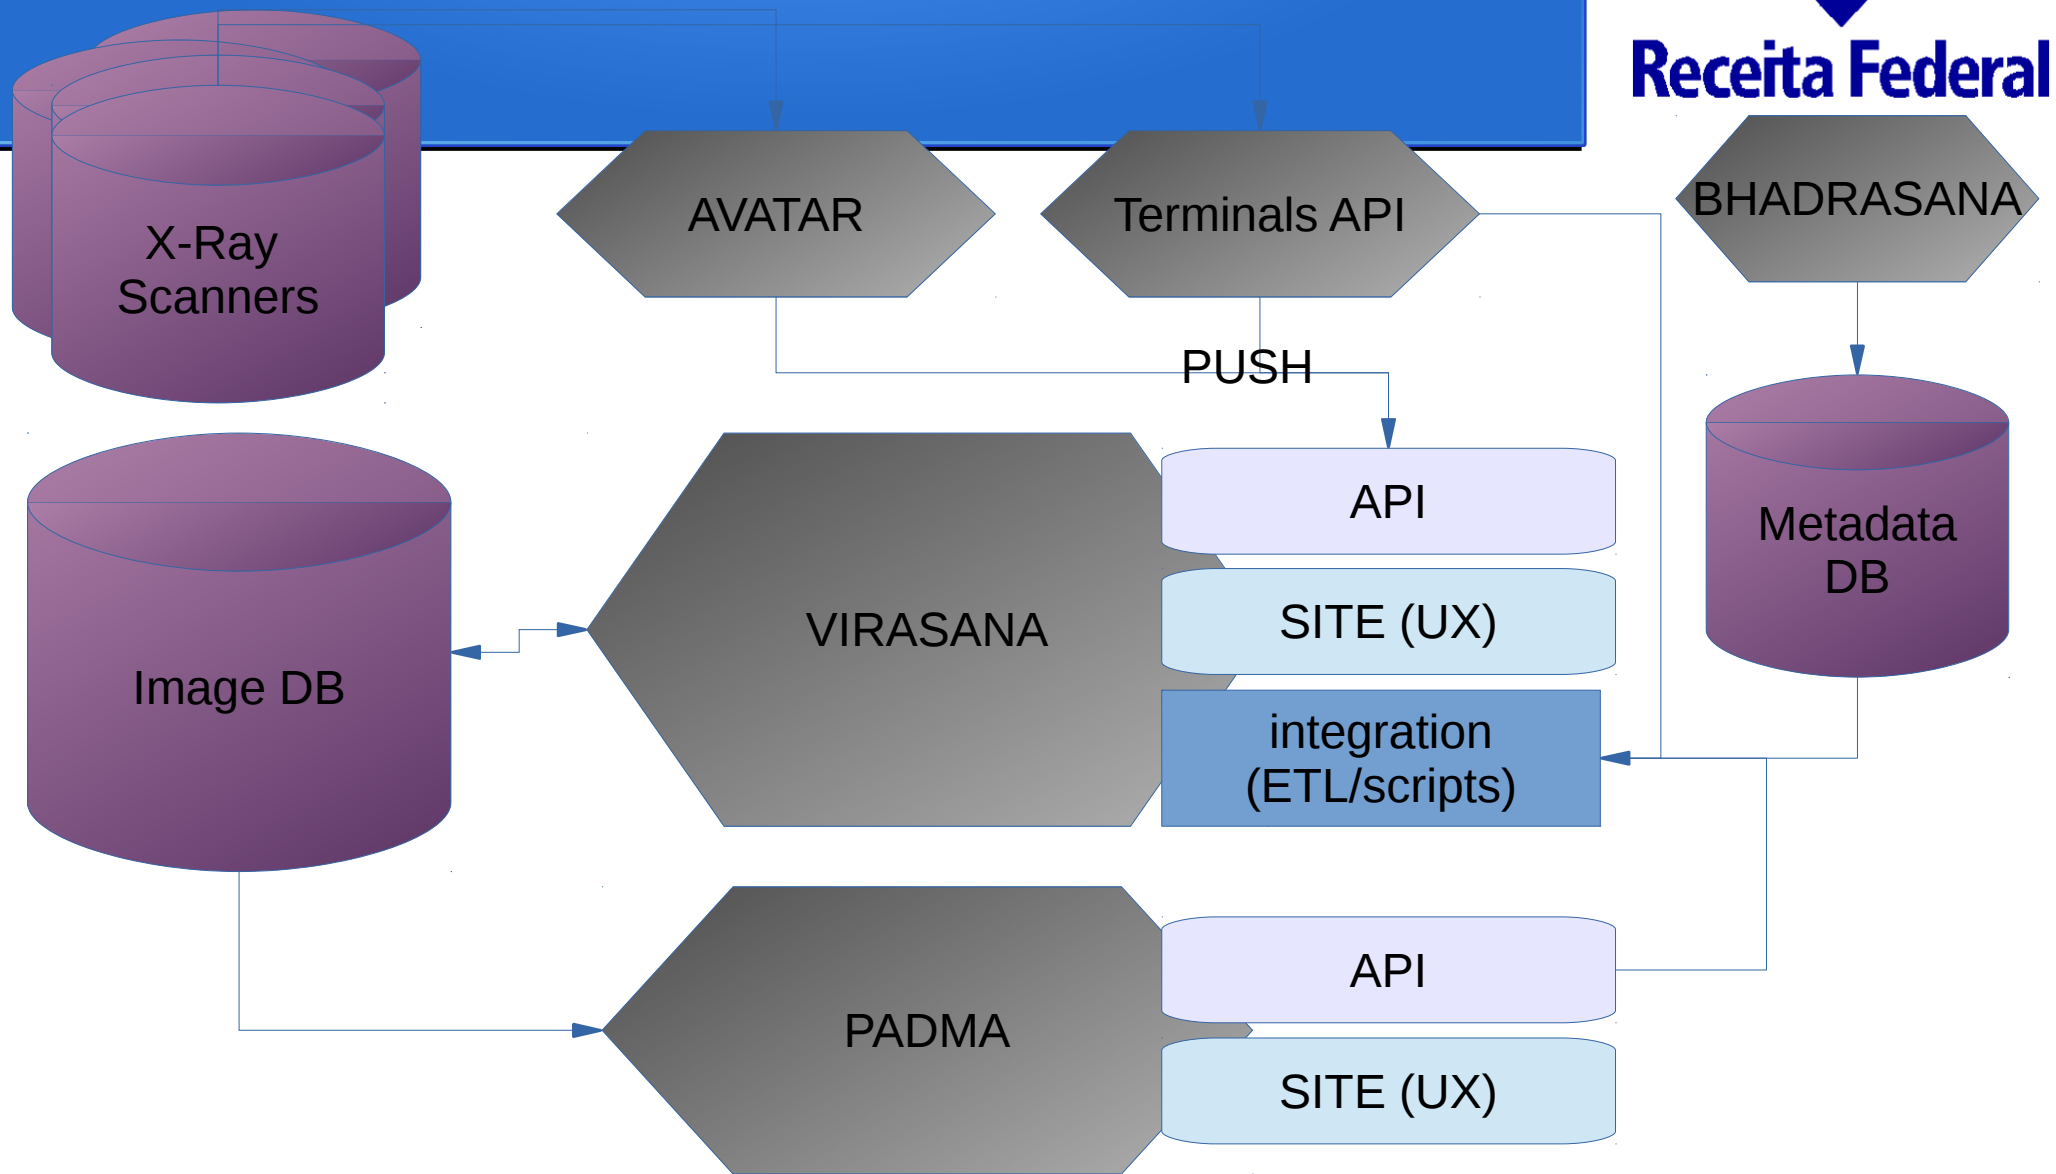 Receita Federal
X-Ray
Scanners
AVATAR
Terminals API
BHADRASANA
PUSH
API
SITE (UX)
integration
(ETL/scripts)
VIRASANA
Metadata
DB
Image DB
PADMA
API
SITE (UX)